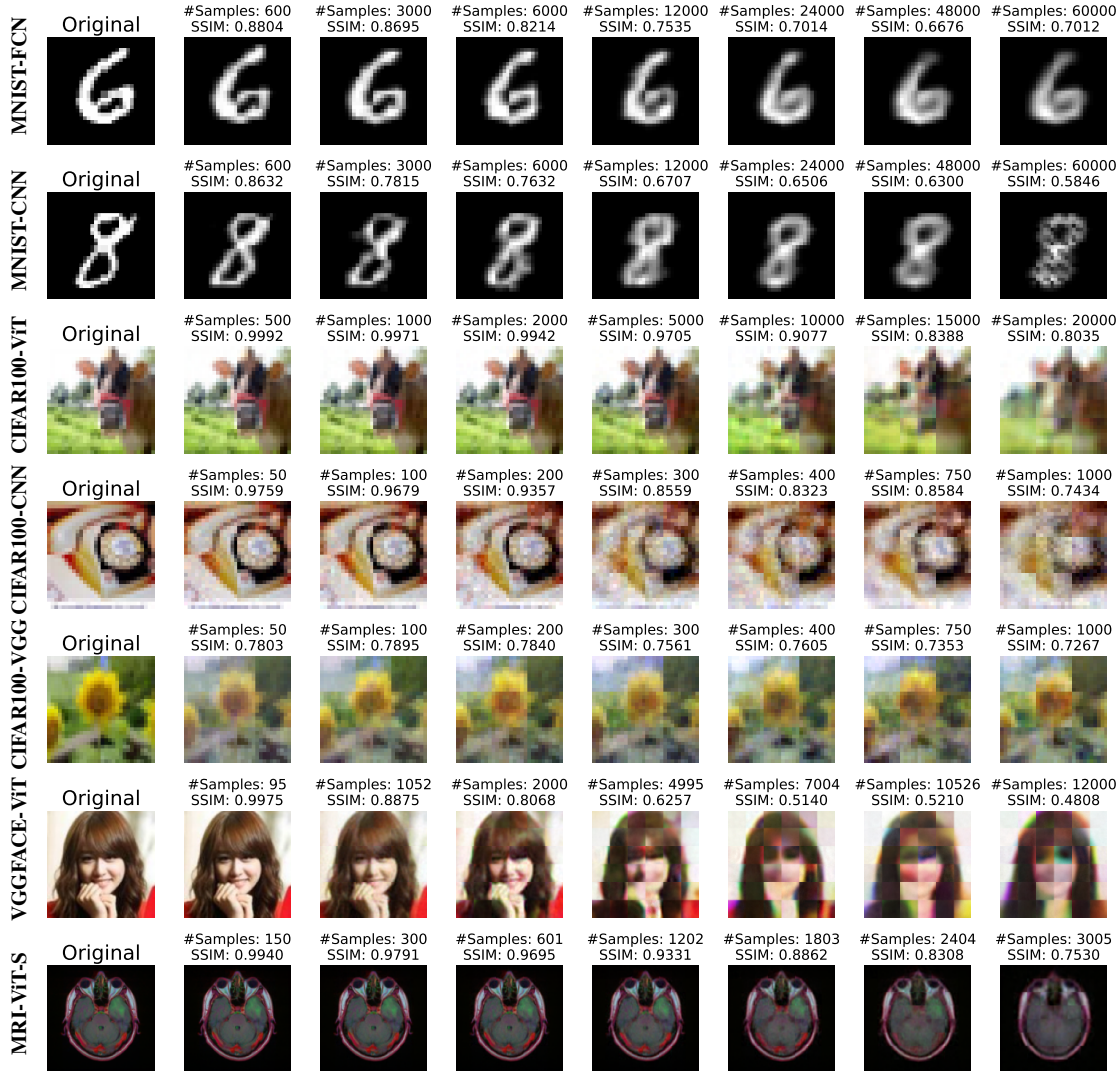 MNIST-FCN
Original
#Samples: 600
SSIM: 0.8804
#Samples: 3000
SSIM: 0.8695
#Samples: 6000
SSIM: 0.8214
#Samples: 12000
SSIM: 0.7535
#Samples: 24000
SSIM: 0.7014
#Samples: 48000
SSIM: 0.6676
#Samples: 60000
SSIM: 0.7012
MNIST-CNN
Original
#Samples: 600
SSIM: 0.8632
#Samples: 3000
SSIM: 0.7815
#Samples: 6000
SSIM: 0.7632
#Samples: 12000
SSIM: 0.6707
#Samples: 24000
SSIM: 0.6506
#Samples: 48000
SSIM: 0.6300
#Samples: 60000
SSIM: 0.5846
CIFAR100-ViT
Original
#Samples: 500
SSIM: 0.9992
#Samples: 1000
SSIM: 0.9971
#Samples: 2000
SSIM: 0.9942
#Samples: 5000
SSIM: 0.9705
#Samples: 10000
SSIM: 0.9077
#Samples: 15000
SSIM: 0.8388
#Samples: 20000
SSIM: 0.8035
CIFAR100-CNN
Original
#Samples: 50
SSIM: 0.9759
#Samples: 100
SSIM: 0.9679
#Samples: 200
SSIM: 0.9357
#Samples: 300
SSIM: 0.8559
#Samples: 400
SSIM: 0.8323
#Samples: 750
SSIM: 0.8584
#Samples: 1000
SSIM: 0.7434
CIFAR100-VGG
Original
#Samples: 50
SSIM: 0.7803
#Samples: 100
SSIM: 0.7895
#Samples: 200
SSIM: 0.7840
#Samples: 300
SSIM: 0.7561
#Samples: 400
SSIM: 0.7605
#Samples: 750
SSIM: 0.7353
#Samples: 1000
SSIM: 0.7267
VGGFACE-ViT
Original
#Samples: 95
SSIM: 0.9975
#Samples: 1052
SSIM: 0.8875
#Samples: 2000
SSIM: 0.8068
#Samples: 4995
SSIM: 0.6257
#Samples: 7004
SSIM: 0.5140
#Samples: 10526
SSIM: 0.5210
#Samples: 12000
SSIM: 0.4808
MRI-ViT-S
Original
#Samples: 150
SSIM: 0.9940
#Samples: 300
SSIM: 0.9791
#Samples: 601
SSIM: 0.9695
#Samples: 1202
SSIM: 0.9331
#Samples: 1803
SSIM: 0.8862
#Samples: 2404
SSIM: 0.8308
#Samples: 3005
SSIM: 0.7530